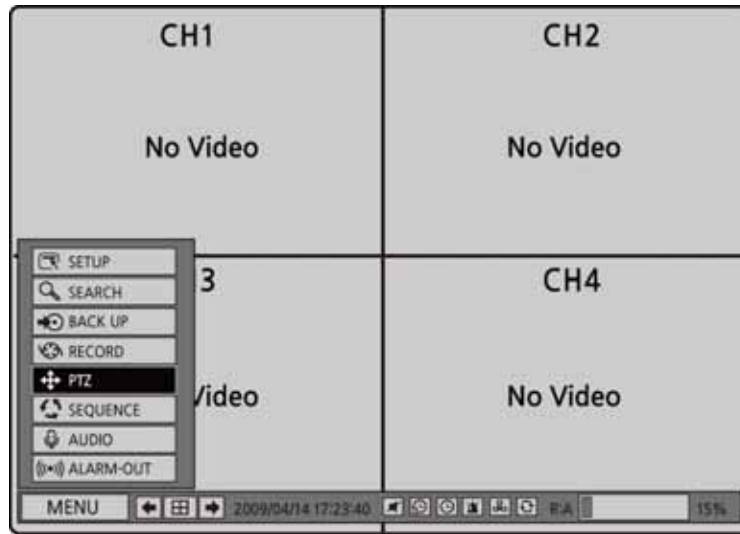 CH1
CH2
No Video
No Video
SETUP
SEARCH
BACK UP
RECORD
PTZ
SEQUENCE
AUDIO
ALARM-OUT
3
CH4
Video
No Video
MENU
2009/04/14 17:23:40
R:A
15%